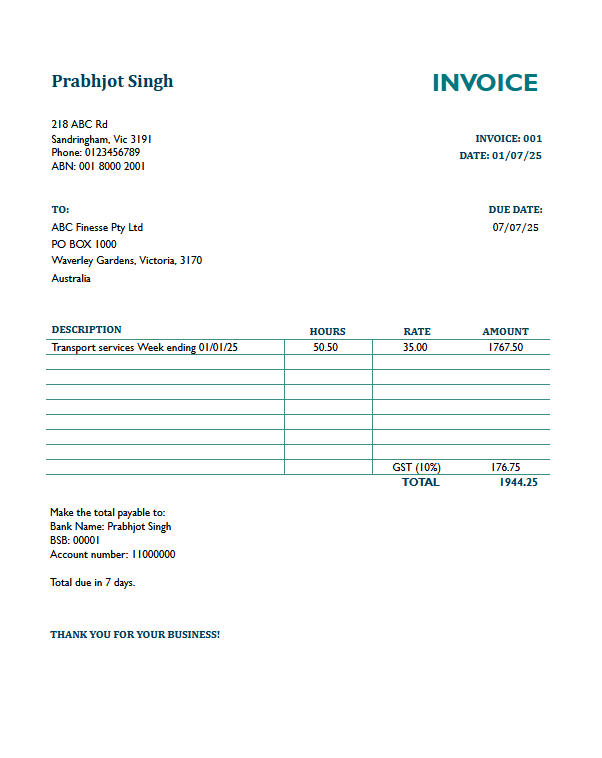 Prabhjot Singh INVOICE
218 ABC Rd
Sandringham, Vic 3191 INVOICE: 001
Phone: 0123456789 DATE: 01/07/25
ABN: 001 8000 2001
TO: DUE DATE:
ABC Finesse Pty Ltd 07/07/25
PO BOX 1000
Waverley Gardens, Victoria, 3170
Australia
DESCRIPTION HOURS RATE AMOUNT
Transport services Week ending 01/01/25 50.50 35.00 1767.50
GST (10%) 176.75
TOTAL 1944.25
Make the total payable to:
Bank Name: Prabhjot Singh
BSB: 00001
Account number: 11000000
Total due in 7 days.
THANK YOU FOR YOUR BUSINESS!